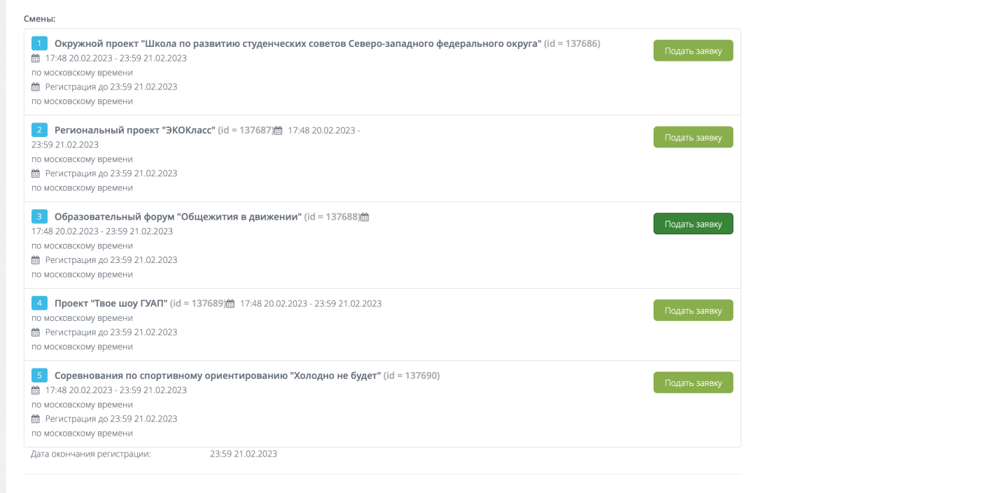 Смены:
1 Окружной проект "Школа по развитию студенческих советов Северо-западного федерального округа" (id = 137686)
Подать заявку
17:48 20.02.2023 - 23:59 21.02.2023
по московскому времени
Регистрация до 23:59 21.02.2023
по московскому времени
2 Региональный проект "ЭКОКласс" (id = 137687) 17:48 20.02.2023 -
Подать заявку
23:59 21.02.2023
по московскому времени
Регистрация до 23:59 21.02.2023
по московскому времени
3 Образовательный форум "Общежития в движении" (id = 137688)
Подать заявку
17:48 20.02.2023 - 23:59 21.02.2023
по московскому времени
Регистрация до 23:59 21.02.2023
по московскому времени
4 Проект "Твое шоу ГУАП" (id = 137689) 17:48 20.02.2023 - 23:59 21.02.2023
Подать заявку
по московскому времени
Регистрация до 23:59 21.02.2023
по московскому времени
5 Соревнования по спортивному ориентированию "Холодно не будет" (id = 137690)
Подать заявку
17:48 20.02.2023 - 23:59 21.02.2023
по московскому времени
Регистрация до 23:59 21.02.2023
по московскому времени
Дата окончания регистрации: 23:59 21.02.2023